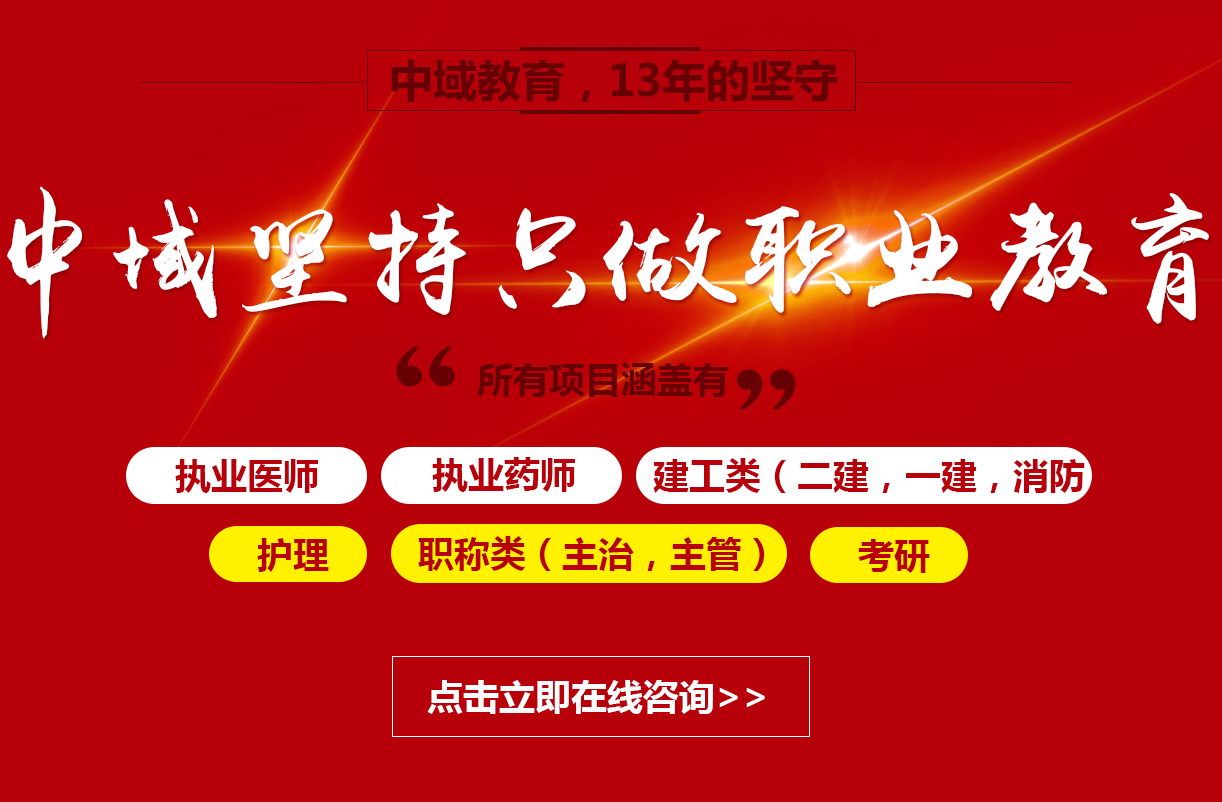 中域教育，13年的坚守
中域坚持只做职业教育
“所有项目涵盖有”
执业医师 执业药师 建工类（二建，一建，消防
护理 职称类（主治，主管） 考研
点击立即在线咨询>>